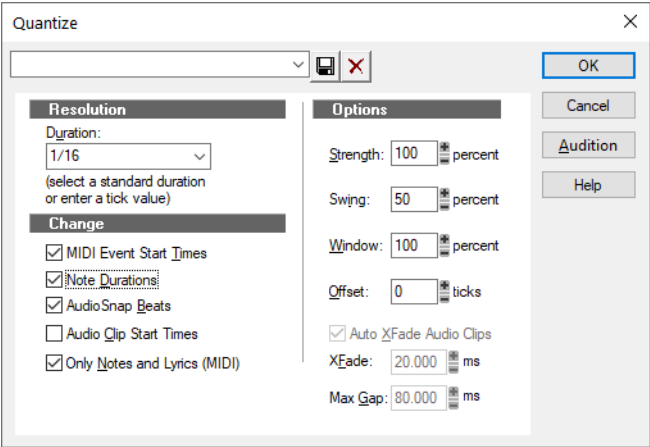 Quantize
OK
Resolution
Options
Cancel
Duration:
1/16
Strength: 100 percent
Audition
(select a standard duration
or enter a tick value)
Swing: 50 percent
Help
Change
MIDI Event Start Times
Window: 100 percent
Note Durations
Offset: 0 ticks
AudioSnap Beats
Audio Clip Start Times
Auto XFade Audio Clips
Only Notes and Lyrics (MIDI)
XFade: 20.000 ms
Max Gap: 80.000 ms